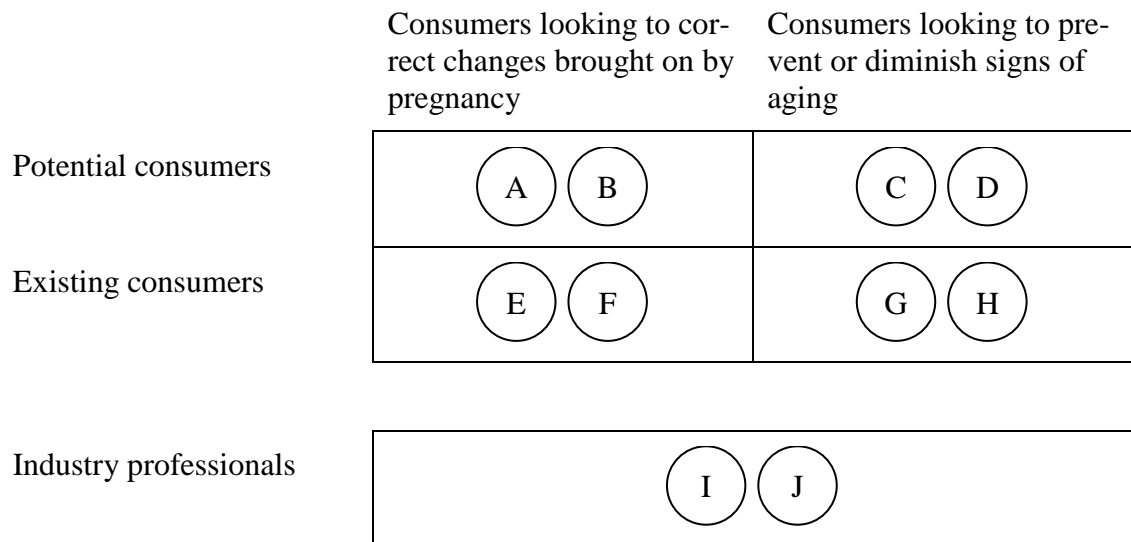 Consumers looking to cor-
rect changes brought on by
pregnancy
Consumers looking to pre-
vent or diminish signs of
aging
Potential consumers
A B C D
Existing consumers
E F G H
Industry professionals
I J